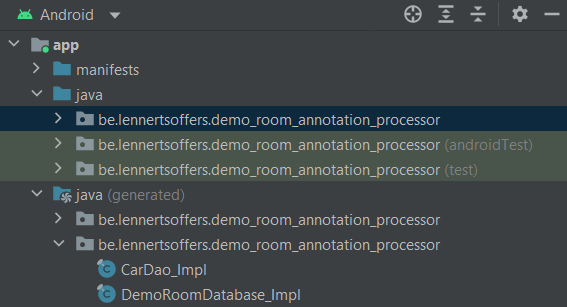 Android
app
manifests
java
be.lennertsoffers.demo_room_annotation_processor
be.lennertsoffers.demo_room_annotation_processor (androidTest)
be.lennertsoffers.demo_room_annotation_processor (test)
java (generated)
be.lennertsoffers.demo_room_annotation_processor
be.lennertsoffers.demo_room_annotation_processor
CarDao_Impl
DemoRoomDatabase_Impl